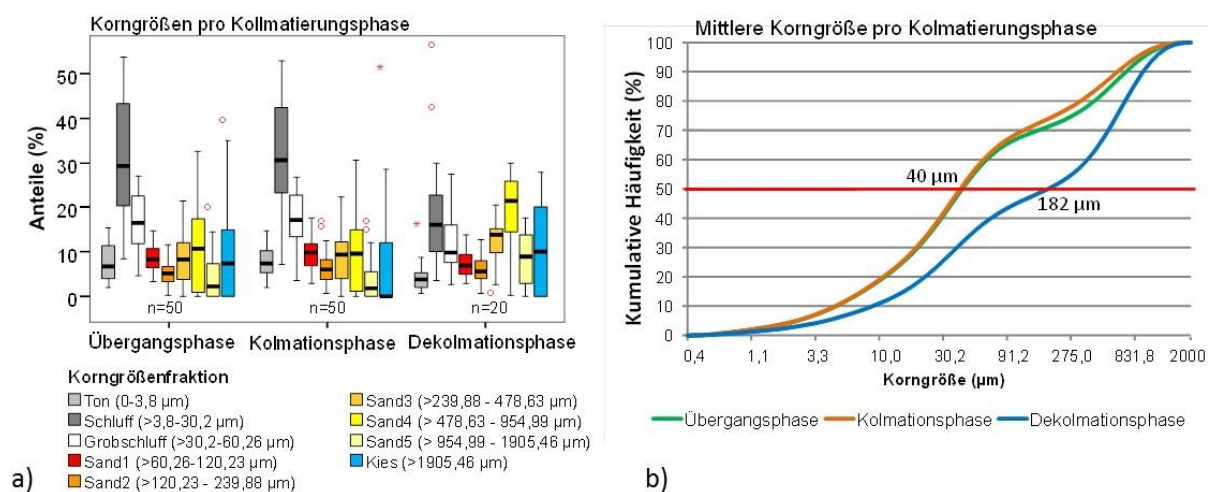 Korngrößen pro Kollmatierungsphase
Anteile (%)
50
40
30
20
10
0
n=50
n=50
n=20
Übergangsphase
Kolmationsphase
Dekolmationsphase
Korngrößenfraktion
Ton (0-3,8 µm)
Schluff (>3,8-30,2 µm)
Grobschluff (>30,2-60,26 µm)
Sand1 (>60,26-120,23 µm)
Sand2 (>120,23 - 239,88 µm)
Sand3 (>239,88 - 478,63 µm)
Sand4 (> 478,63 - 954,99 µm)
Sand5 (> 954,99 - 1905,46 µm)
Kies (>1905,46 µm)
a)
Mittlere Korngröße pro Kolmatierungsphase
Kumulative Häufigkeit (%)
100
90
80
70
60
50
40
30
20
10
0
40 µm
182 µm
0,4
1,1
3,3
10,0
30,2
91,2
275,0
831,8
2000
Korngröße (µm)
Übergangsphase
Kolmationsphase
Dekolmationsphase
b)